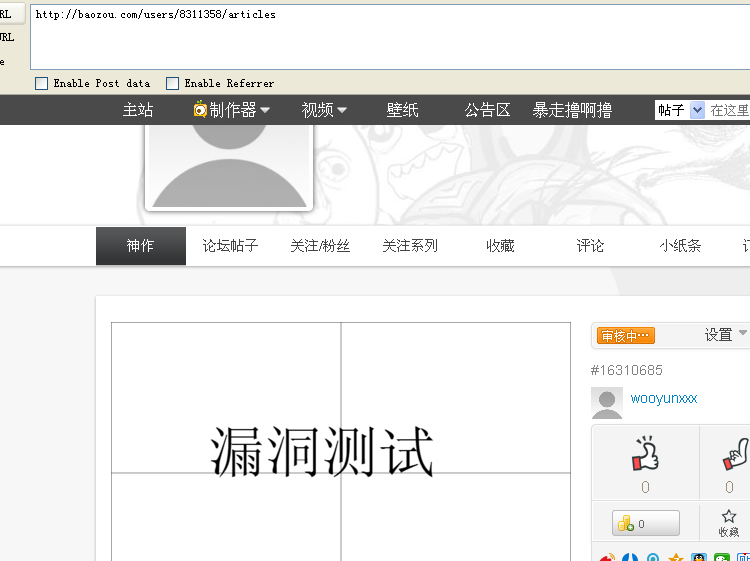 RL
http://baozou.com/users/8311358/articles
URL
e
Enable Post data Enable Referrer
主站 制作器 视频 壁纸 公告区 暴走撸啊撸 帖子 在这里
神作 论坛帖子 关注/粉丝 关注系列 收藏 评论 小纸条 订
审核中… 设置
#16310685
wooyunxxx
漏洞测试
0 0
0 收藏